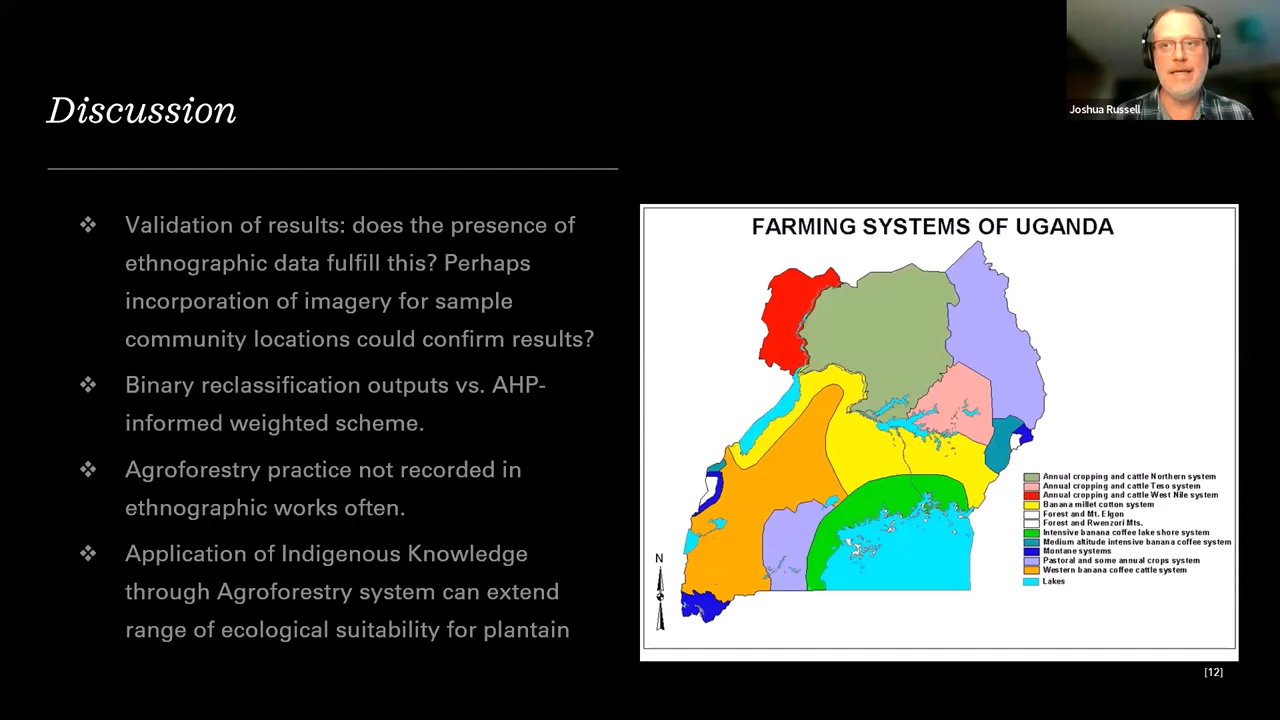 Joshua Russell
Discussion
❖ Validation of results: does the presence of
ethnographic data fulfill this? Perhaps
incorporation of imagery for sample
community locations could confirm results?
❖ Binary reclassification outputs vs. AHP-
informed weighted scheme.
❖ Agroforestry practice not recorded in
ethnographic works often.
❖ Application of Indigenous Knowledge
through Agroforestry system can extend
range of ecological suitability for plantain
FARMING SYSTEMS OF UGANDA
Annual cropping and cattle Northern system
Annual cropping and cattle Teso system
Annual cropping and cattle West Nile system
Banana millet cotton system
Forest and Mt. Elgon
Forest and Rwenzori Mts.
Intensive banana coffee lake shore system
Medium altitude intensive banana coffee system
Montane systems
Pastoral and some annual crops system
Western banana coffee cattle system
Lakes
N
[12]